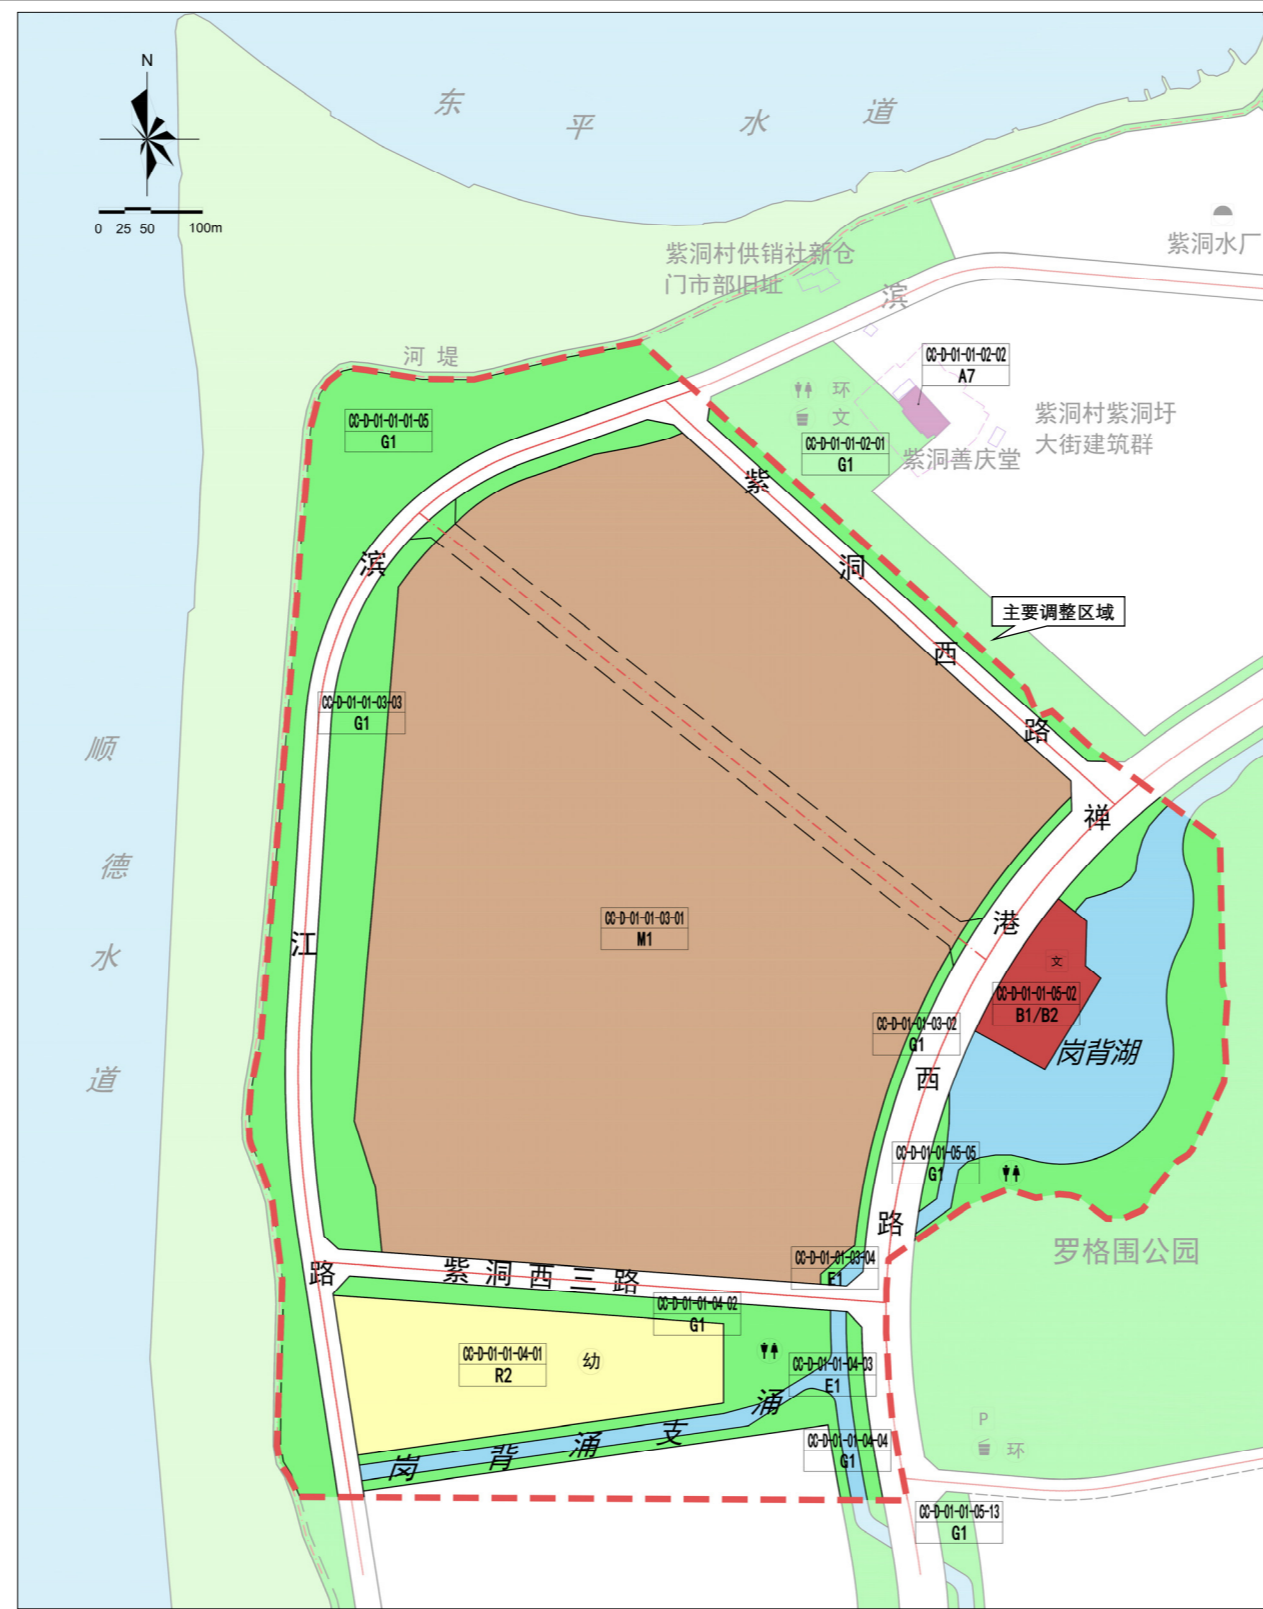 N
0 25 50 100m
东平水道
紫洞村供销社新仓
门市部旧址
紫洞水厂
滨
河堤
CC-D-01-01-02-02
A7
环
文
CC-D-01-01-01-05
G1
CC-D-01-01-02-01
G1
紫洞善庆堂
紫洞村紫洞圩
大街建筑群
紫洞西路
主要调整区域
滨江路
CC-D-01-01-03-03
G1
顺德水道
禅港西路
CC-D-01-01-03-01
M1
文
CC-D-01-01-05-02
B1/B2
CC-D-01-01-03-02
G1
岗背湖
CC-D-01-01-05-05
G1
罗格围公园
CC-D-01-01-03-04
E1
紫洞西三路
CC-D-01-01-04-02
G1
CC-D-01-01-04-01
R2
幼
CC-D-01-01-04-03
E1
岗背涌支涌
P
环
CC-D-01-01-04-04
G1
CC-D-01-01-05-13
G1